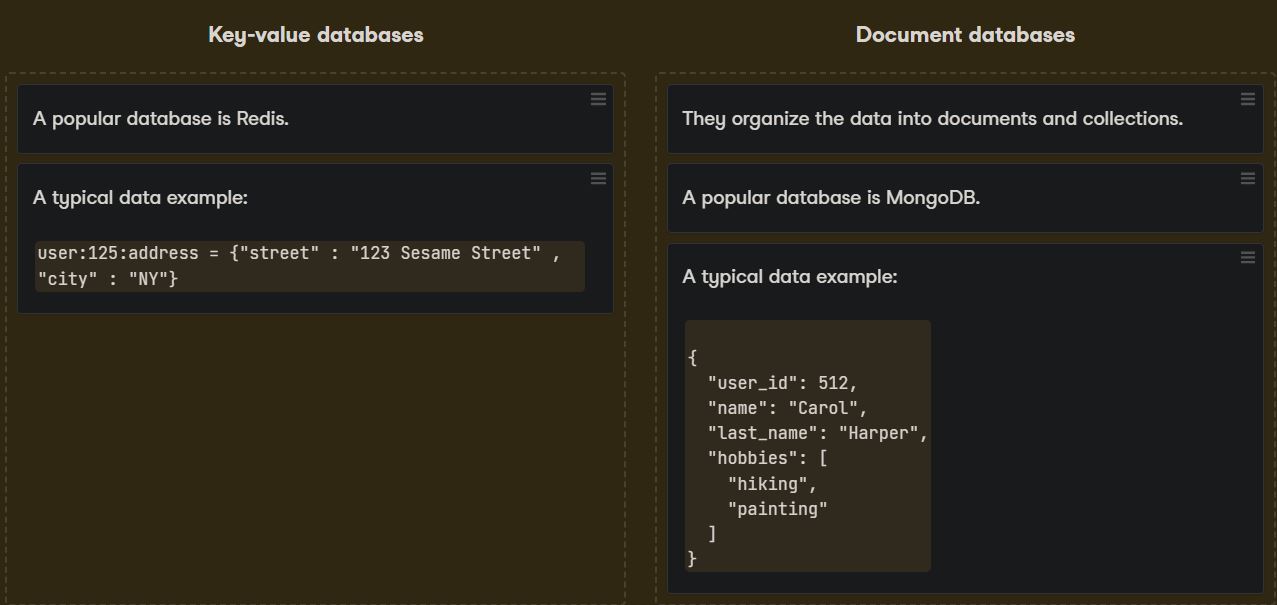 Key-value databases
A popular database is Redis.
A typical data example:
user:125:address = {"street" : "123 Sesame Street" ,
"city" : "NY"}
Document databases
They organize the data into documents and collections.
A popular database is MongoDB.
A typical data example:
{
  "user_id": 512,
  "name": "Carol",
  "last_name": "Harper",
  "hobbies": [
    "hiking",
    "painting"
  ]
}